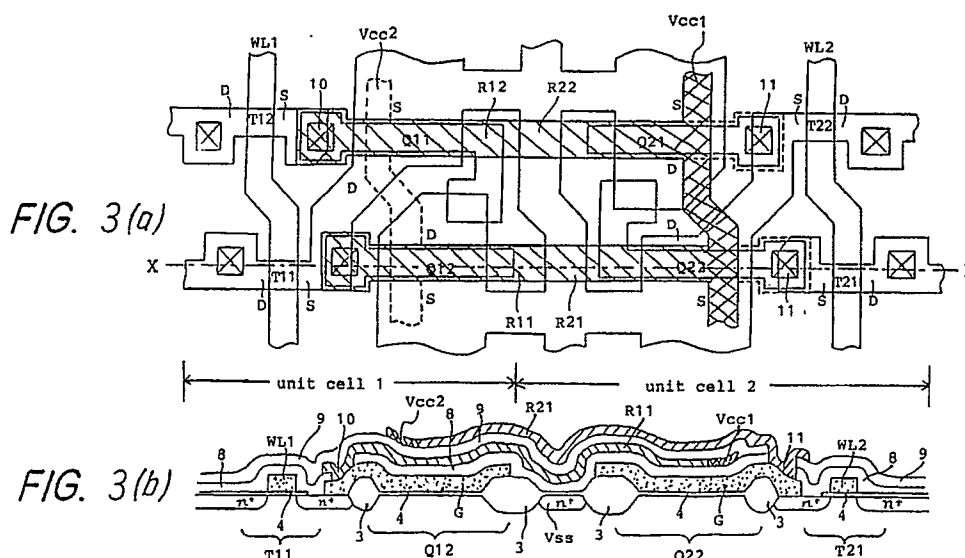 Vcc2
Vcc1
WL1
WL2
10
R12
R22
11
D
S
S
S
S
D
T12
T22
Q11
Q21
D
D
FIG. 3(a)
D
D
X
Q12
Q22
T11
T21
D
S
S
R11
R21
S
11
S
D
unit cell 1
unit cell 2
Vcc2
R21
R11
Vcc1
9
10
8
9
11
WL1
WL2
8
8
9
FIG. 3(b)
n+
4
n+
3
4
G
3
n+
Vss
3
4
G
3
n+
4
n+
T11
Q12
Q22
T21